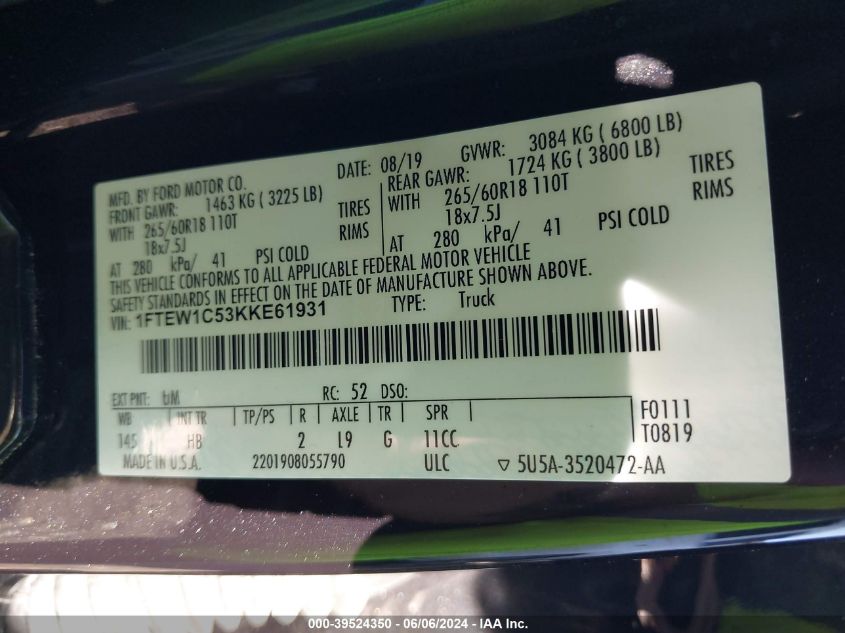 MFD. BY FORD MOTOR CO. DATE: 08/19 GVWR: 3084 KG ( 6800 LB)
FRONT GAWR: 1463 KG ( 3225 LB) REAR GAWR: 1724 KG ( 3800 LB)
WITH 265/60R18 110T TIRES WITH 265/60R18 110T TIRES
18x7.5J RIMS 18x7.5J RIMS
AT 280 kPa/ 41 PSI COLD AT 280 kPa/ 41 PSI COLD
THIS VEHICLE CONFORMS TO ALL APPLICABLE FEDERAL MOTOR VEHICLE
SAFETY STANDARDS IN EFFECT ON THE DATE OF MANUFACTURE SHOWN ABOVE.
VIN: 1FTEW1C53KKE61931 TYPE: Truck
EXT PNT: UM RC: 52 DSO:
WB INT TR TP/PS R AXLE TR SPR F0111
145 HB 2 L9 G 11CC T0819
MADE IN U.S.A. 2201908055790 ULC ▽ 5U5A-3520472-AA
000-39524350 - 06/06/2024 - IAA Inc.